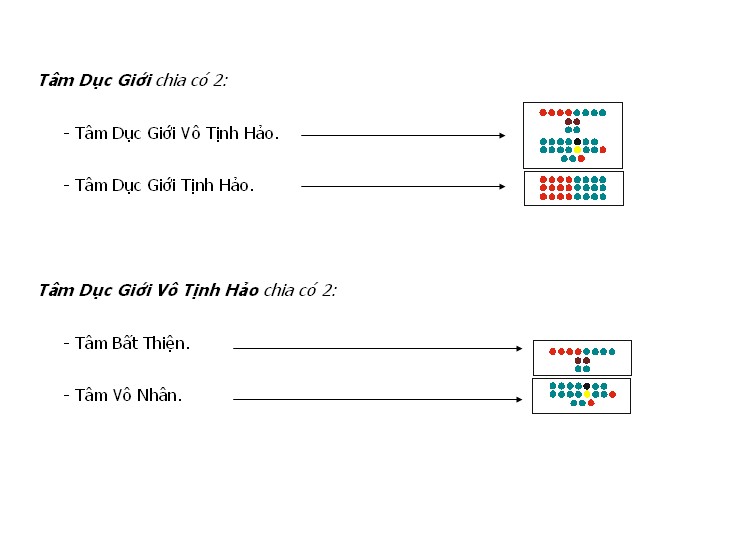 Tâm Dục Giới chia có 2:
- Tâm Dục Giới Vô Tịnh Hảo.
- Tâm Dục Giới Tịnh Hảo.
Tâm Dục Giới Vô Tịnh Hảo chia có 2:
- Tâm Bất Thiện.
- Tâm Vô Nhân.